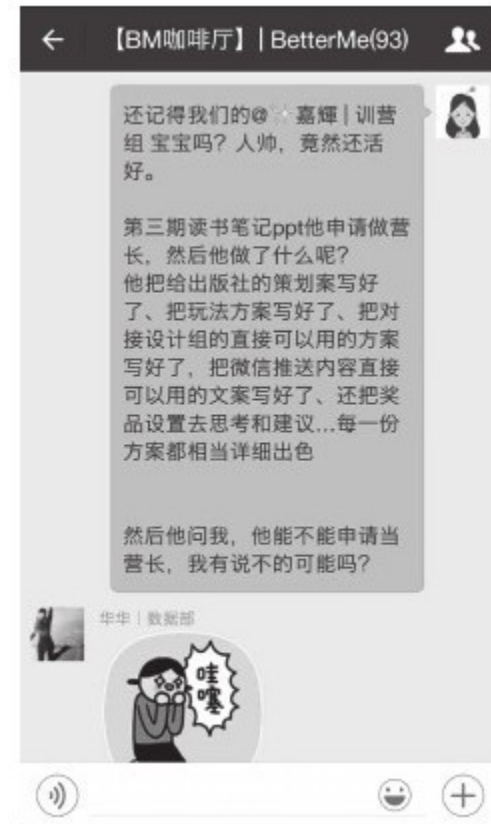 【BM咖啡厅】| BetterMe(93)
还记得我们的@ 嘉輝 | 训营
组 宝宝吗？人帅，竟然还活
好。
第三期读书笔记ppt他申请做营
长，然后他做了什么呢？
他把给出版社的策划案写好
了、把玩法方案写好了、把对
接设计组的直接可以用的方案
写好了，把微信推送内容直接
可以用的文案写好了、还把奖
品设置去思考和建议...每一份
方案都相当详细出色
然后他问我，他能不能申请当
营长，我有说不的可能吗？
华华 | 数据部
哇
噻